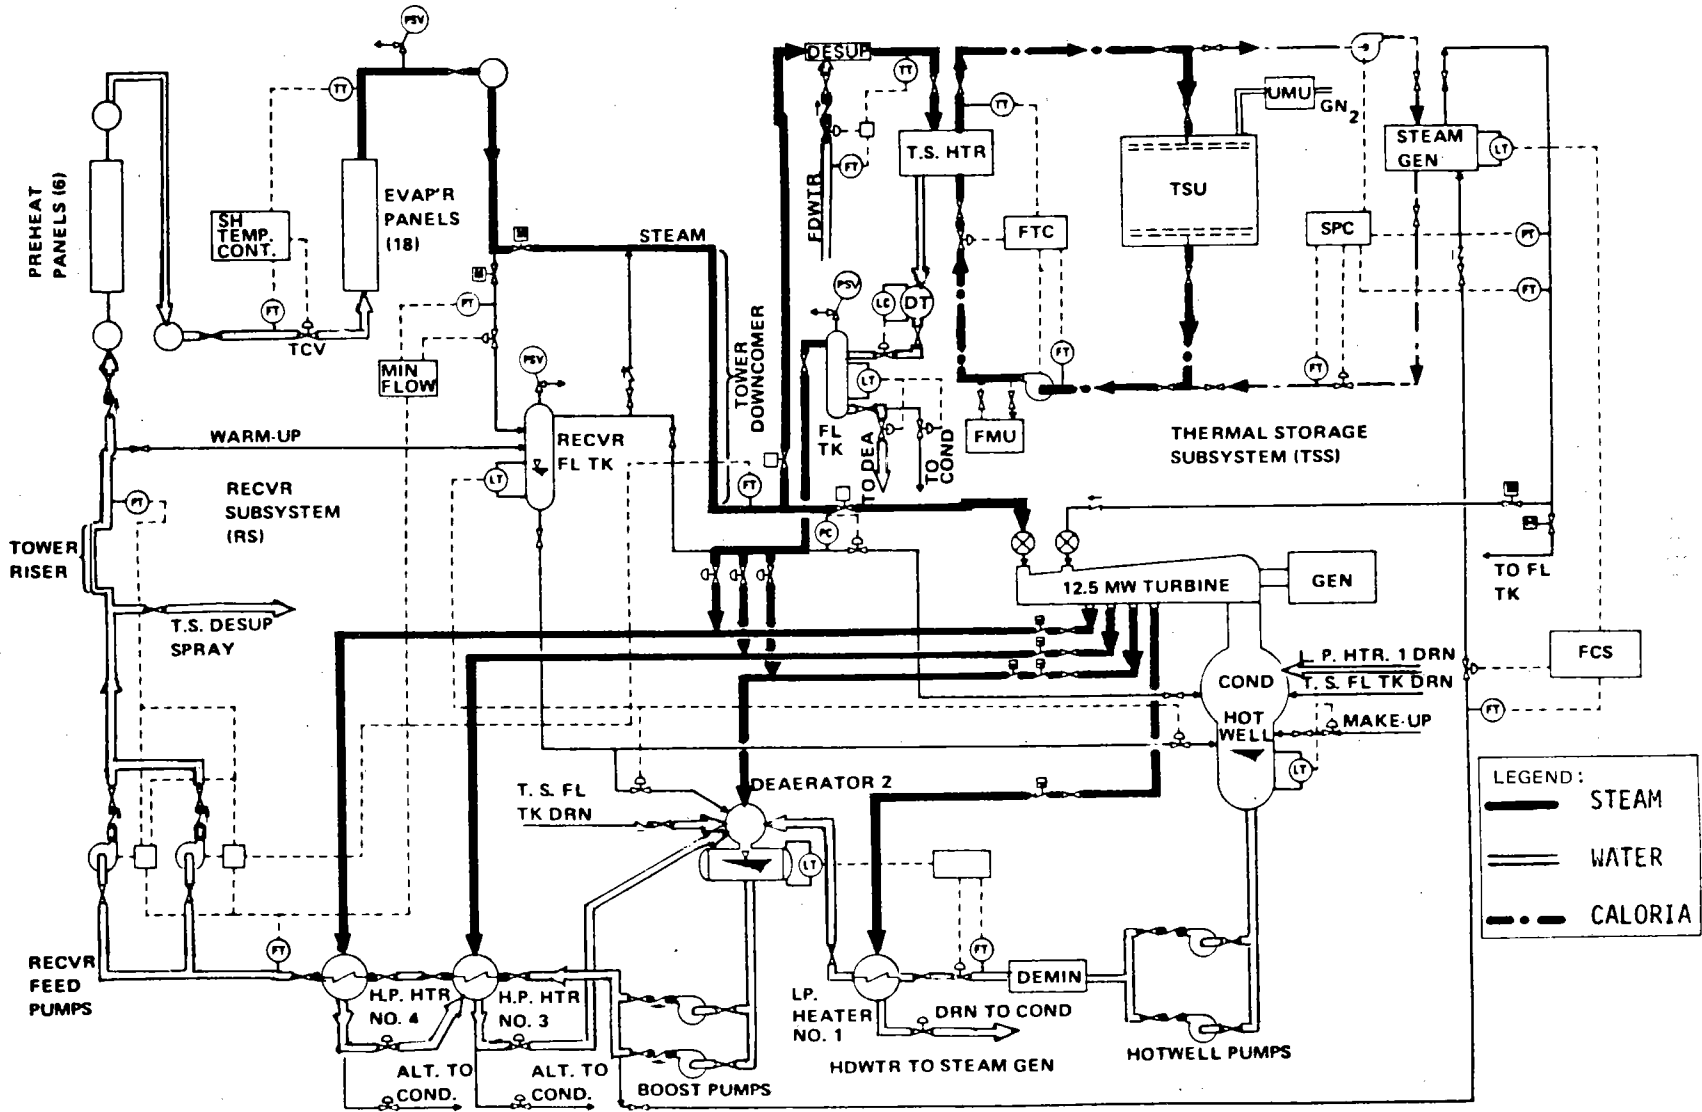 PSV
DESUP
TT
TT
TT
UMU
GN2
PREHEAT
PANELS (6)
EVAP'R
PANELS
(18)
SH
TEMP.
CONT.
FT
TCV
STEAM
M
M
PT
MIN
FLOW
FDWTR
FT
T.S. HTR
FTC
TSU
SPC
STEAM
GEN
LT
PT
FT
FT
FT
PSV
LC
DT
LT
FL
TK
TO DEA
TO
COND
FMU
THERMAL STORAGE
SUBSYSTEM (TSS)
PSV
RECVR
FL TK
LT
WARM-UP
TOWER
DOWNCOMER
FT
PC
PT
RECVR
SUBSYSTEM
(RS)
TOWER
RISER
T.S. DESUP
SPRAY
12.5 MW TURBINE
GEN
TO FL
TK
FCS
FT
L.P. HTR. 1 DRN
T.S. FL TK DRN
MAKE-UP
COND
HOT
WELL
LT
LEGEND:
STEAM
WATER
CALORIA
T. S. FL
TK DRN
DEAERATOR 2
LT
FT
RECVR
FEED
PUMPS
FT
H.P. HTR
NO. 4
H.P. HTR
NO. 3
ALT. TO
COND.
ALT. TO
COND.
BOOST PUMPS
LP.
HEATER
NO. 1
DRN TO COND
DEMIN
HOTWELL PUMPS
HDWTR TO STEAM GEN